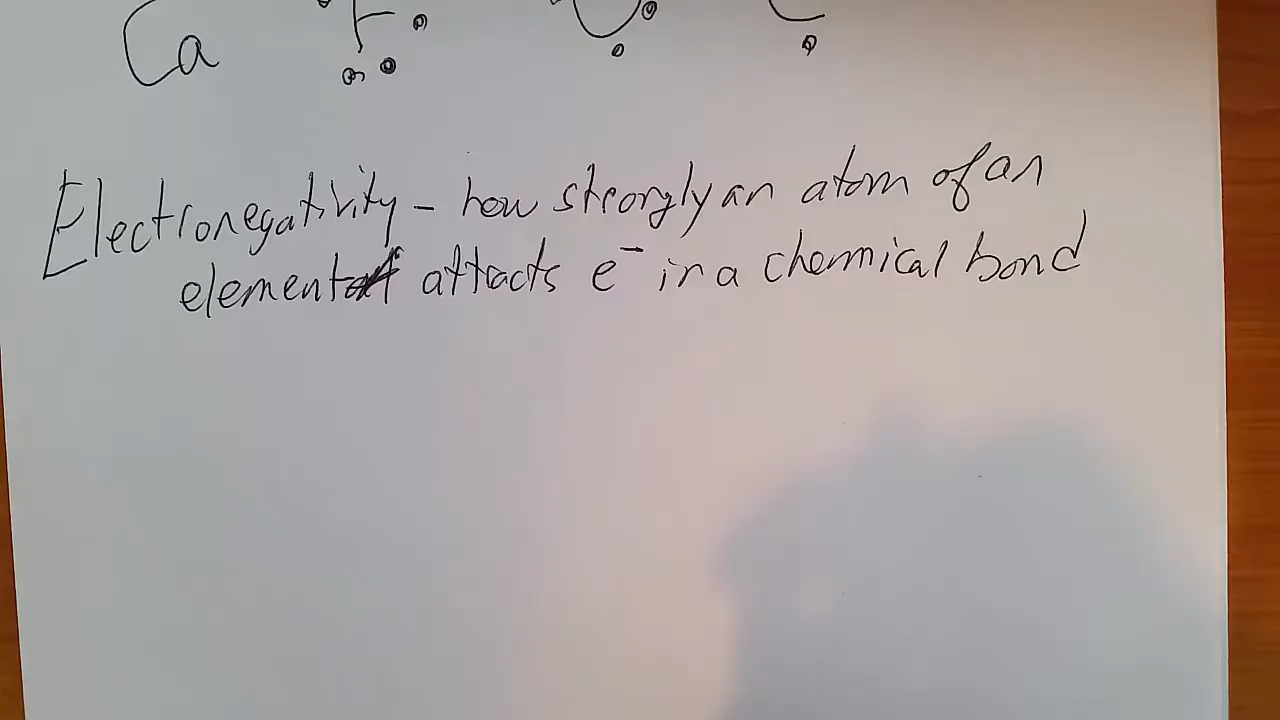 Ca F
Electronegativity - how strongly an atom of an
element attracts e⁻ in a chemical bond